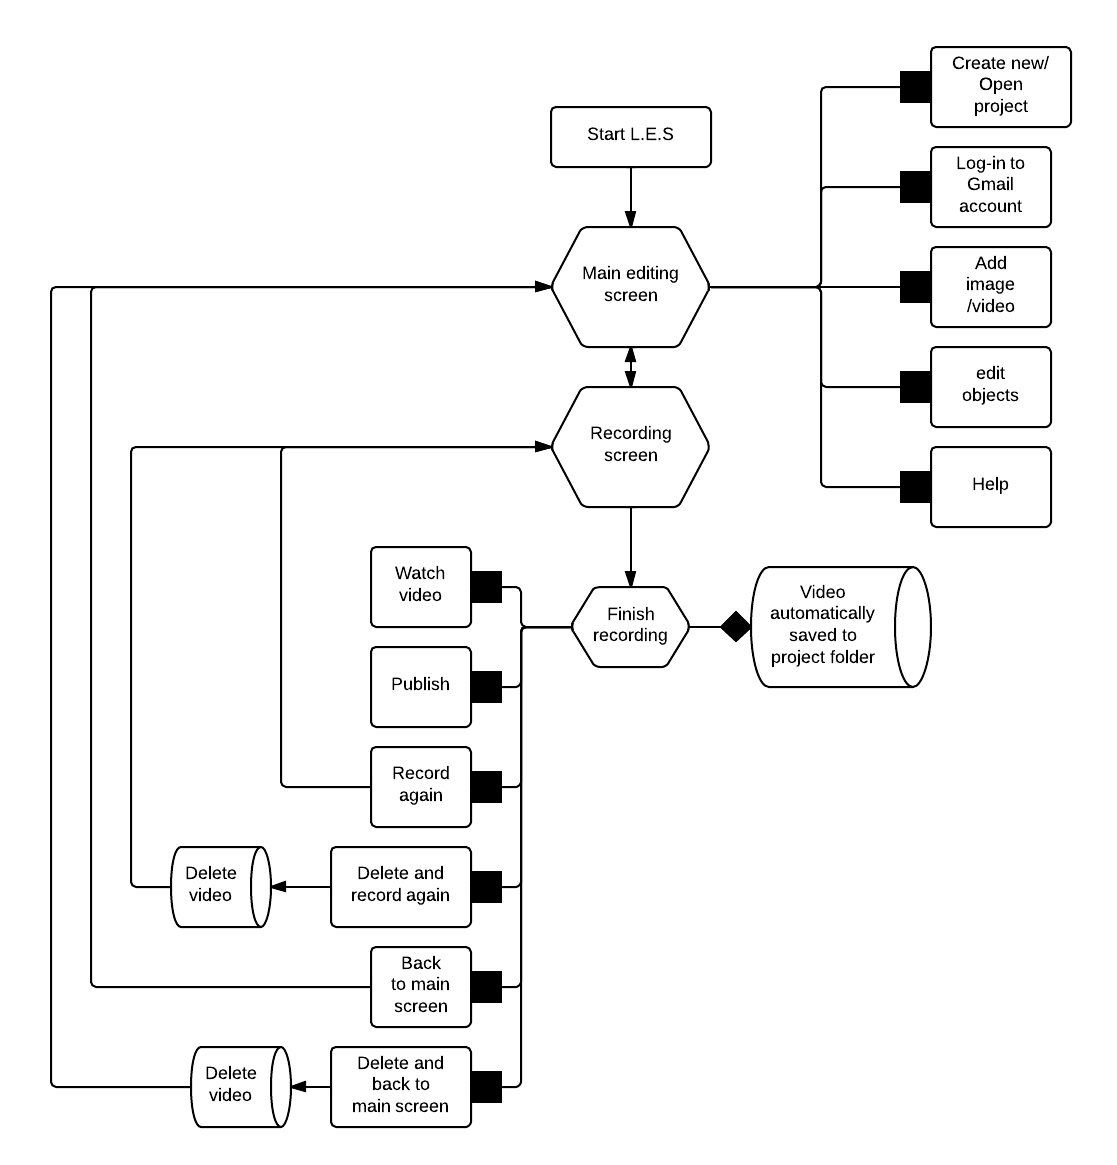 Create new/
Open
project
Start L.E.S
Log-in to
Gmail
account
Main editing
screen
Add
image
/video
edit
objects
Recording
screen
Help
Watch
video
Finish
recording
Video
automatically
saved to
project folder
Publish
Record
again
Delete
video
Delete and
record again
Back
to main
screen
Delete
video
Delete and
back to
main screen